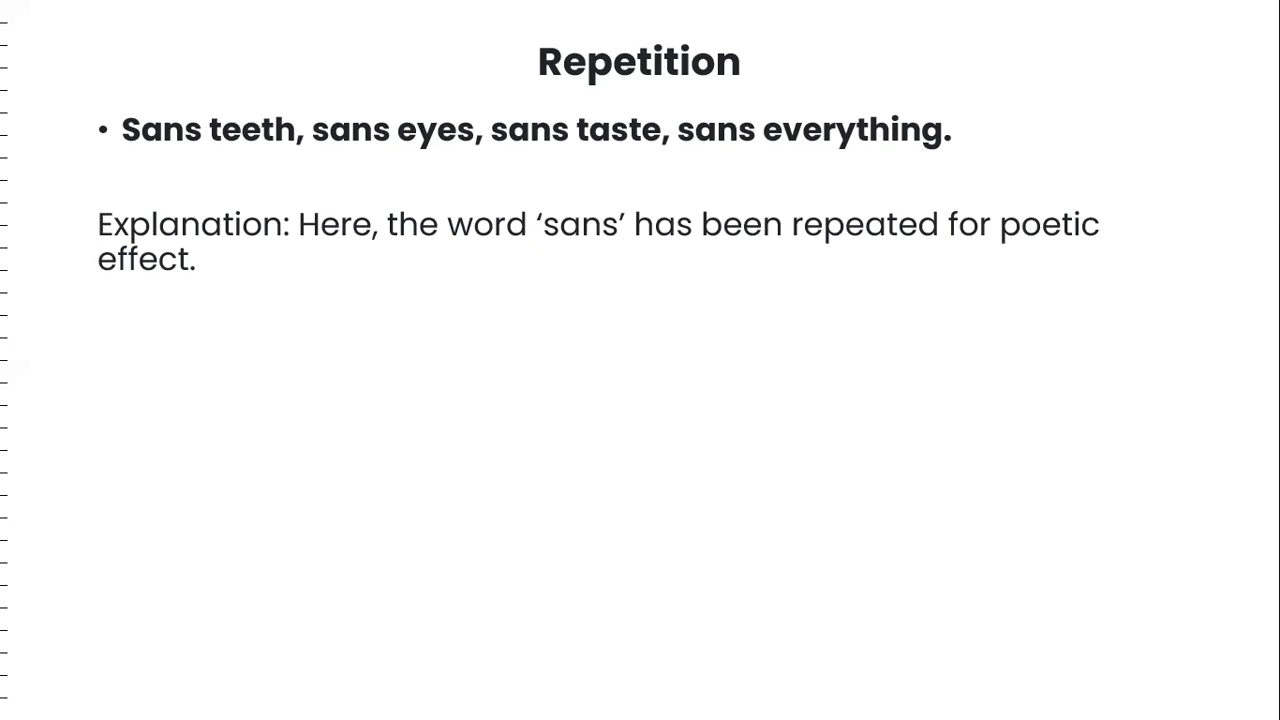 Repetition
• Sans teeth, sans eyes, sans taste, sans everything.
Explanation: Here, the word ‘sans’ has been repeated for poetic
effect.